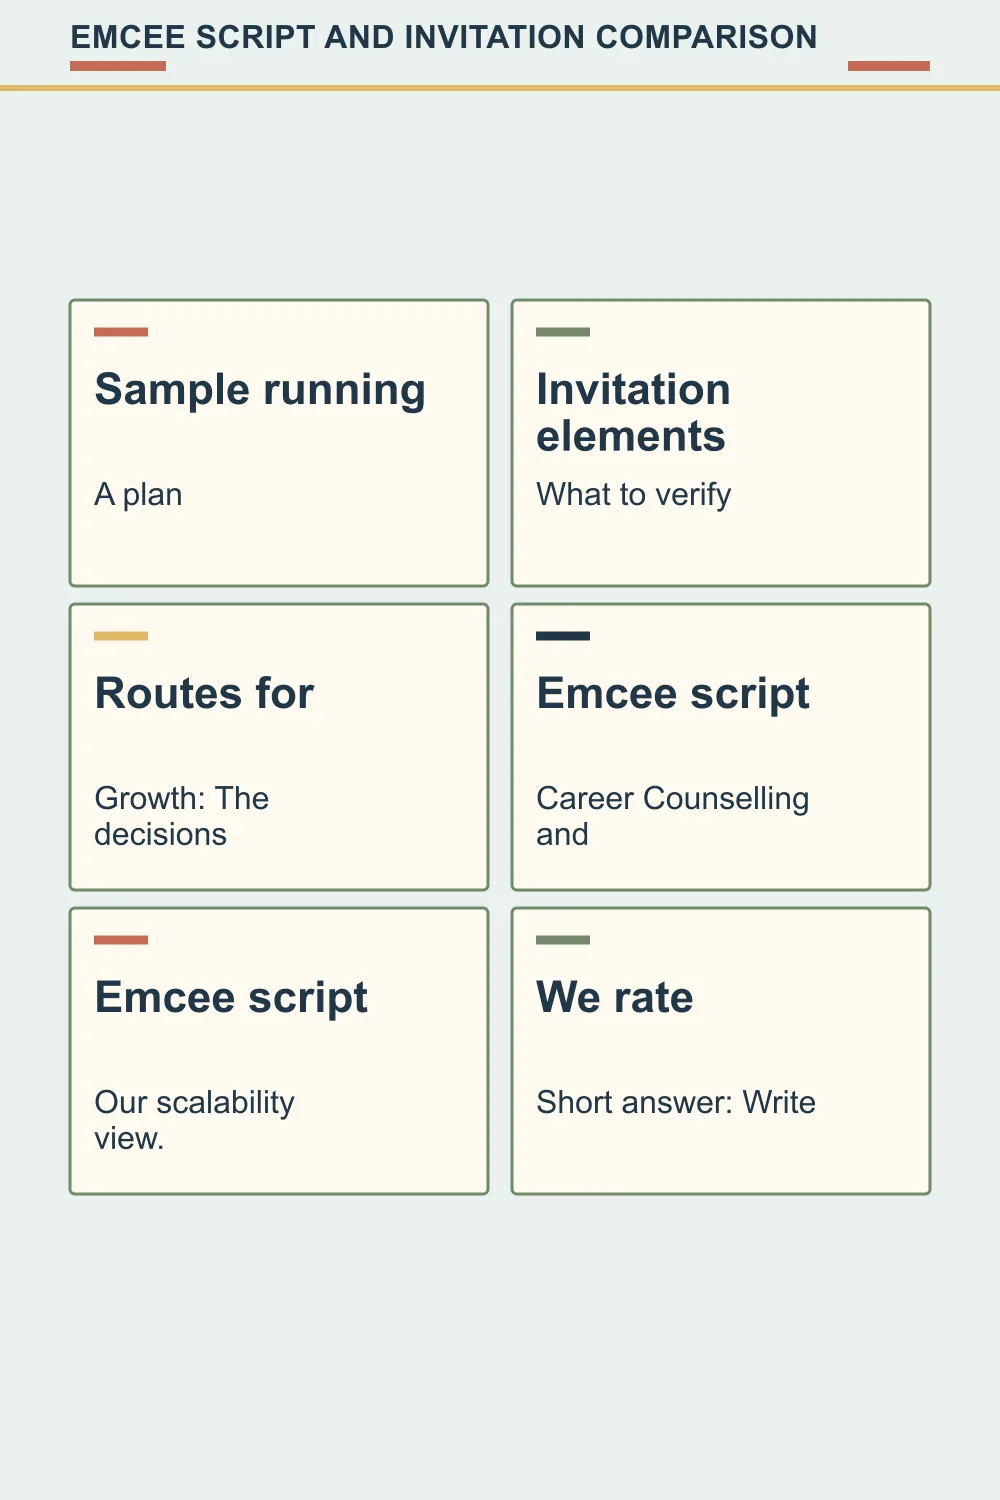 EMCEE SCRIPT AND INVITATION COMPARISON
Sample running
A plan
Invitation
elements
What to verify
Routes for
Growth: The
decisions
Emcee script
Career Counselling
and
Emcee script
Our scalability
view.
We rate
Short answer: Write